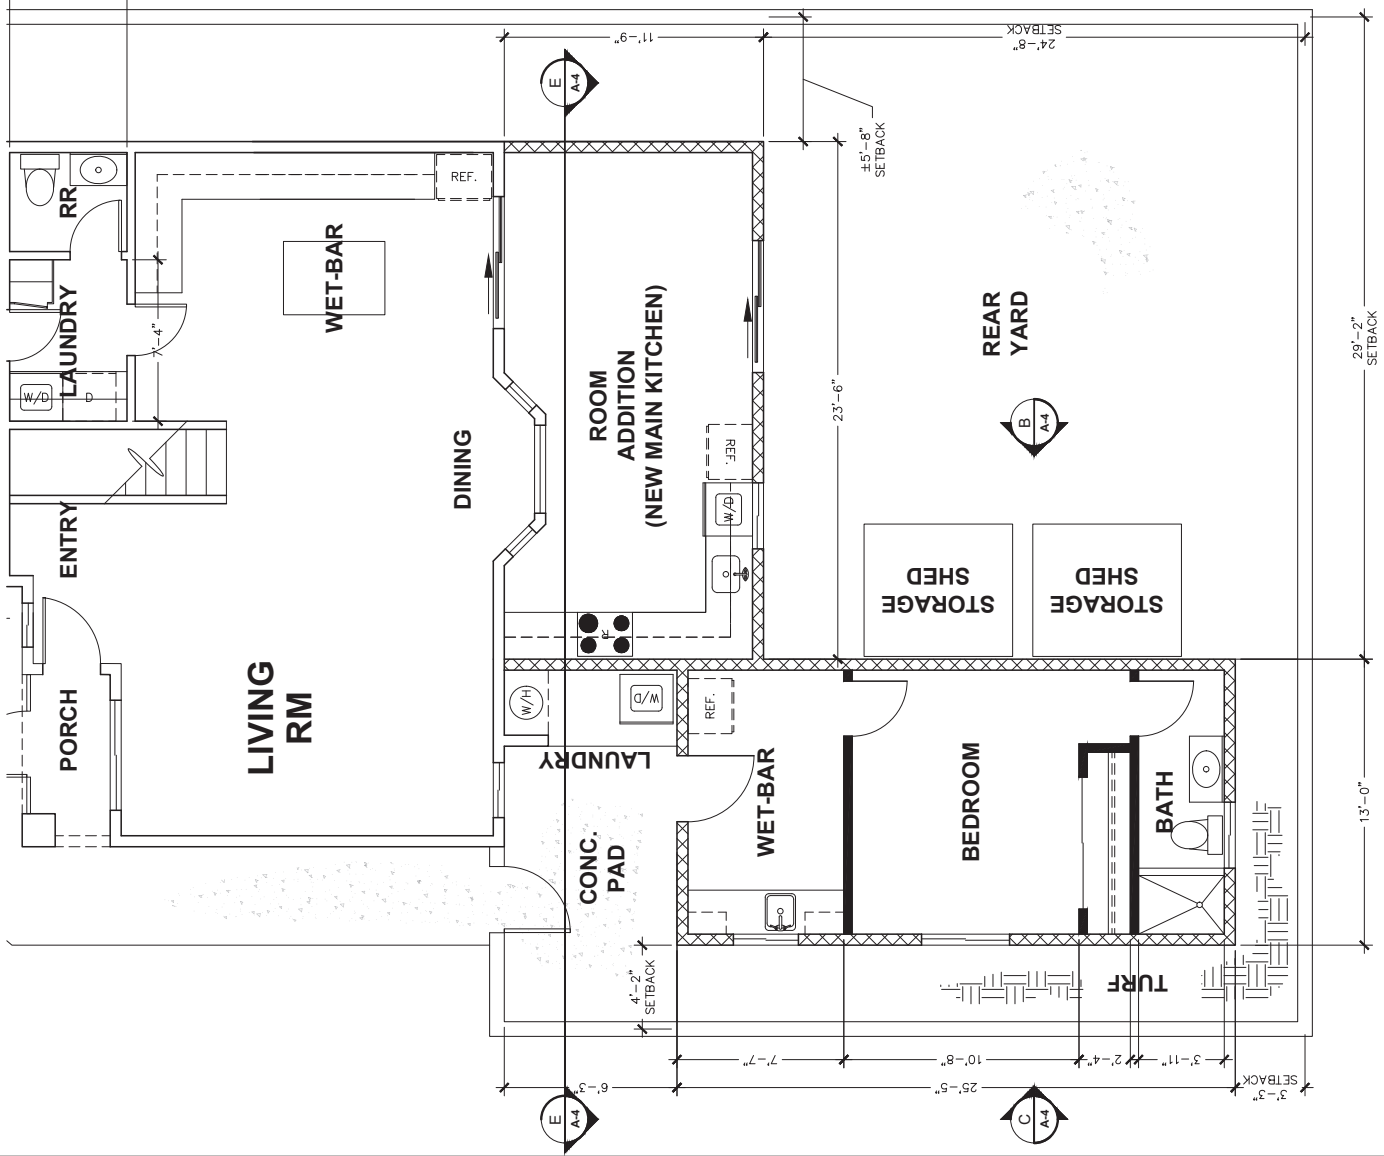 11'-9"
24'-8"
SETBACK
E
A-4
±5'-8"
SETBACK
RR
REF.
WET-BAR
LAUNDRY
7'-4"
W/D
D
ENTRY
DINING
ROOM
ADDITION
(NEW MAIN KITCHEN)
REF.
W/D
R
23'-6"
REAR
YARD
B
A-4
29'-2"
SETBACK
STORAGE
SHED
STORAGE
SHED
PORCH
LIVING
RM
W/H
W/D
LAUNDRY
REF.
WET-BAR
BEDROOM
BATH
CONC.
PAD
13'-0"
4'-2"
SETBACK
TURF
7'-7"
10'-8"
2'-4"
3'-11"
6'-3"
25'-5"
3'-3"
SETBACK
E
A-4
C
A-4